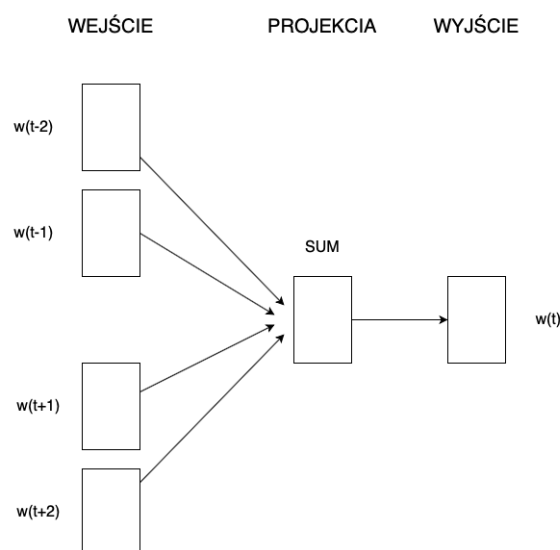 WEJŚCIE PROJEKCIA WYJŚCIE
w(t-2)
w(t-1)
SUM
w(t)
w(t+1)
w(t+2)